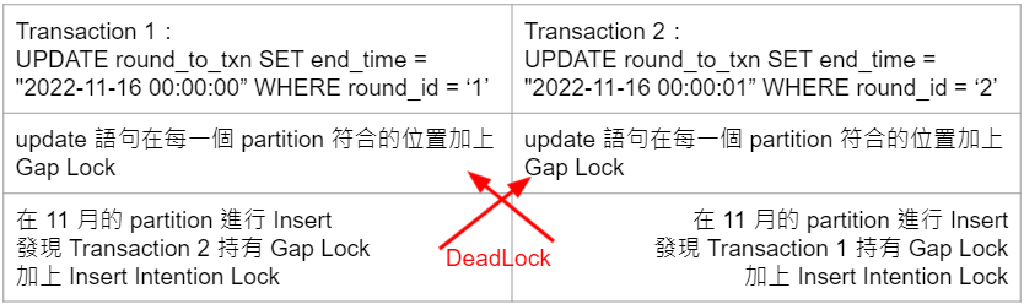 Transaction 1：
UPDATE round_to_txn SET end_time =
"2022-11-16 00:00:00” WHERE round_id = ‘1’
Transaction 2：
UPDATE round_to_txn SET end_time =
"2022-11-16 00:00:01” WHERE round_id = ‘2’
update 語句在每一個 partition 符合的位置加上
Gap Lock
update 語句在每一個 partition 符合的位置加上
Gap Lock
在 11 月的 partition 進行 Insert
發現 Transaction 2 持有 Gap Lock
加上 Insert Intention Lock
DeadLock
在 11 月的 partition 進行 Insert
發現 Transaction 1 持有 Gap Lock
加上 Insert Intention Lock